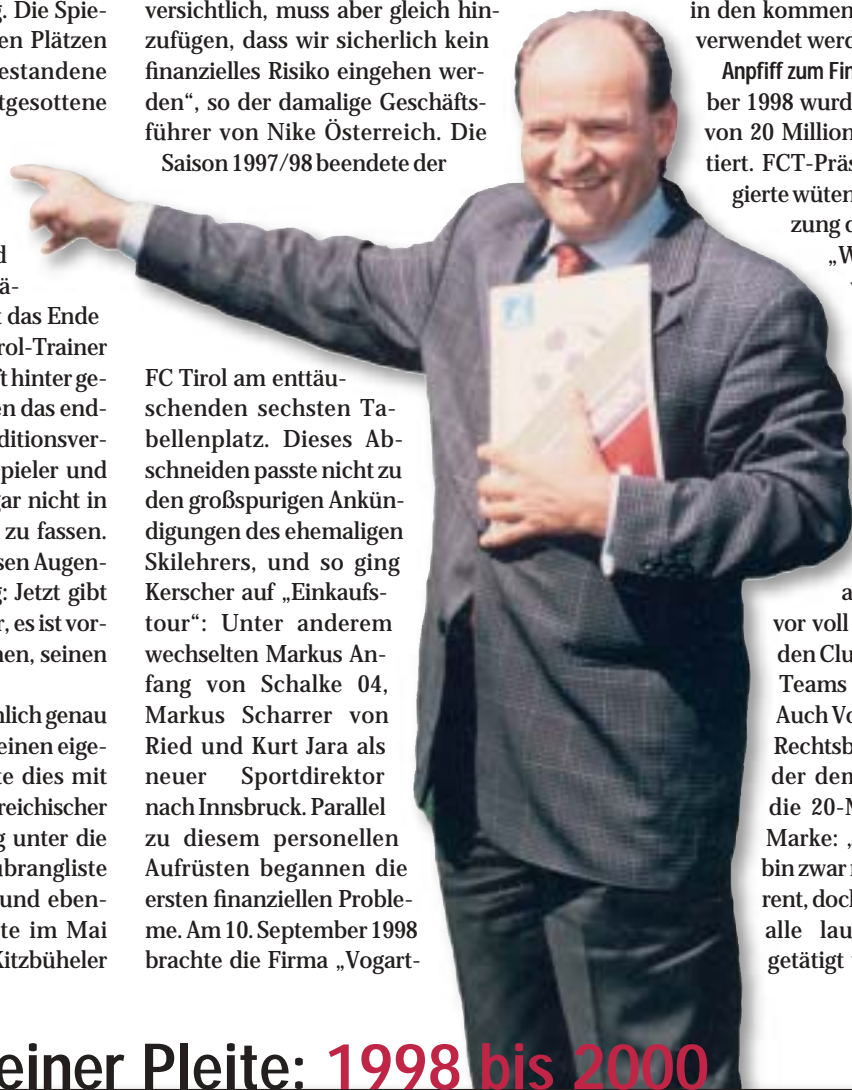 g. Die Spie-
en Plätzen
estandene
tgesottene
d
ä-
das Ende
rol-Trainer
ft hinter ge-
en das end-
ditionsver-
pieler und
gar nicht in
zu fassen.
sen Augen-
g: Jetzt gibt
r, es ist vor-
men, seinen
nlich genau
einen eige-
te dies mit
reichischer
g unter die
ubrangliste
und eben-
te im Mai
Kitzbüheler
versichtlich, muss aber gleich hin-
zufügen, dass wir sicherlich kein
finanzielles Risiko eingehen wer-
den“, so der damalige Geschäfts-
führer von Nike Österreich. Die
Saison 1997/98 beendete der
FC Tirol am enttäu-
schenden sechsten Ta-
bellenplatz. Dieses Ab-
schneiden passte nicht zu
den großspurigen Ankün-
digungen des ehemaligen
Skilehrers, und so ging
Kerscher auf „Einkaufs-
tour“: Unter anderem
wechselten Markus An-
fang von Schalke 04,
Markus Scharrer von
Ried und Kurt Jara als
neuer Sportdirektor
nach Innsbruck. Parallel
zu diesem personellen
Aufrüsten begannen die
ersten finanziellen Proble-
me. Am 10. September 1998
brachte die Firma „Vogart-
in den kommen
verwendet werd
Anpfiff zum Fin
ber 1998 wurd
von 20 Million
tiert. FCT-Präs
gierte wüten
zung d
„W
a
vor voll
den Clu
Teams
Auch Vo
Rechtsb
der den
die 20-M
Marke: „
bin zwar n
rent, doch
alle lau
getätigt
einer Pleite: 1998 bis 2000